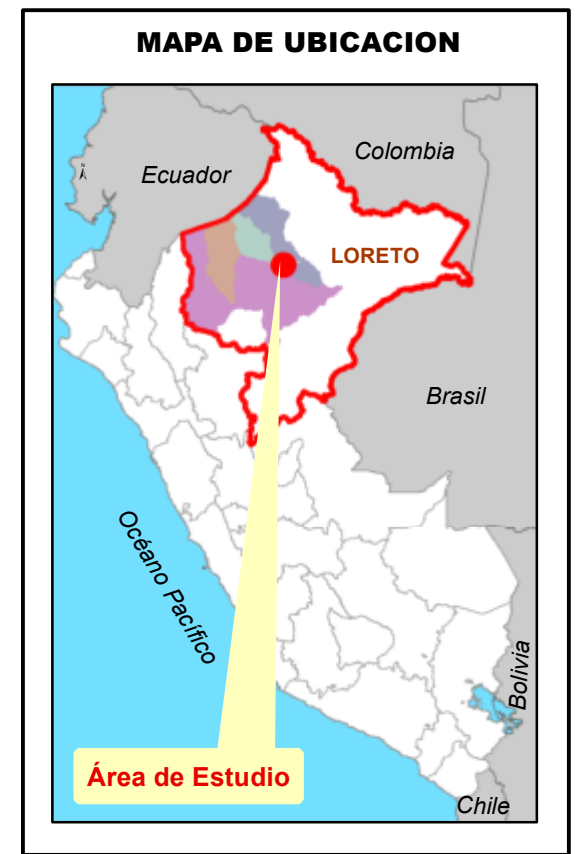 MAPA DE UBICACION
Colombia
Ecuador
N
LORETO
Brasil
Océano Pacífico
Bolivia
Área de Estudio
Chile